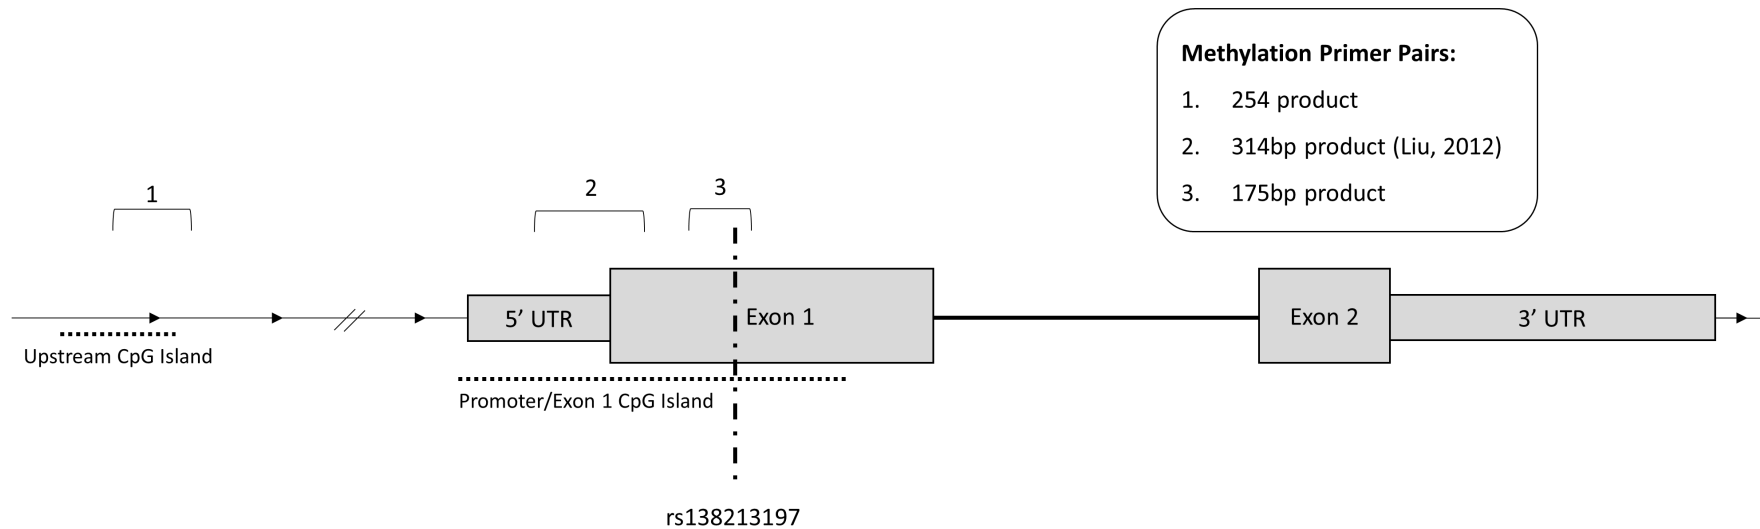 Methylation Primer Pairs:
1. 254 product
2. 314bp product (Liu, 2012)
3. 175bp product
1
2
3
5’ UTR
Exon 1
Exon 2
3’ UTR
Upstream CpG Island
Promoter/Exon 1 CpG Island
rs138213197